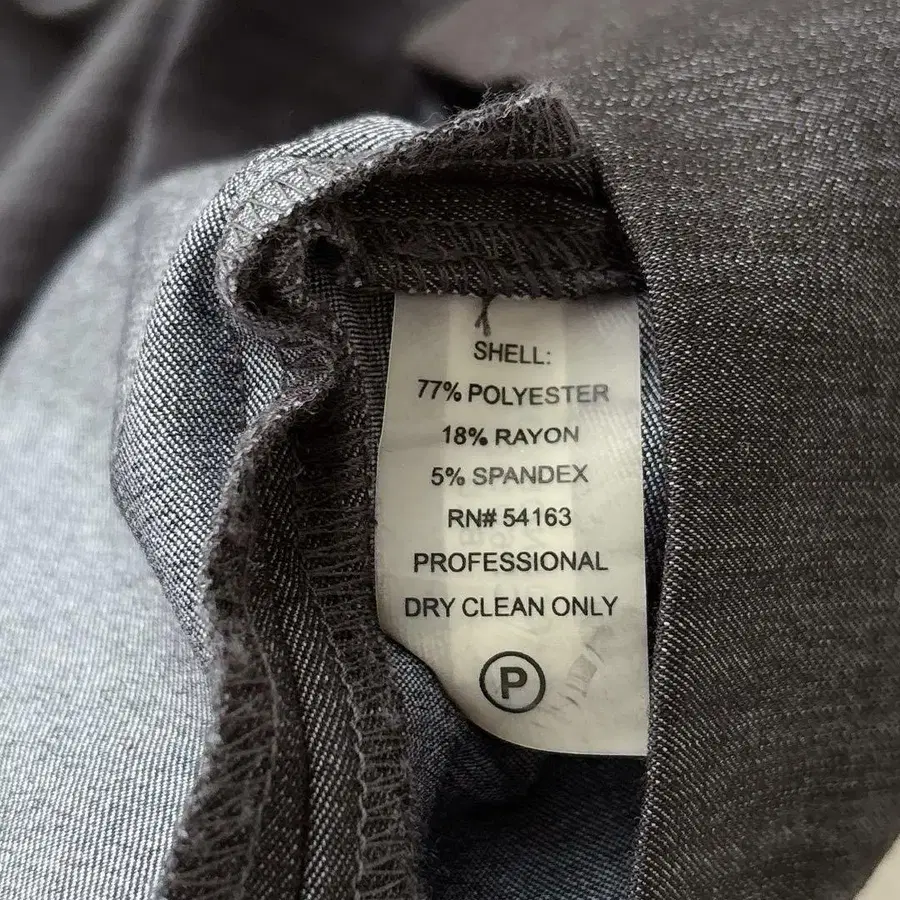 SHELL:
77% POLYESTER
18% RAYON
5% SPANDEX
RN# 54163
PROFESSIONAL
DRY CLEAN ONLY
P